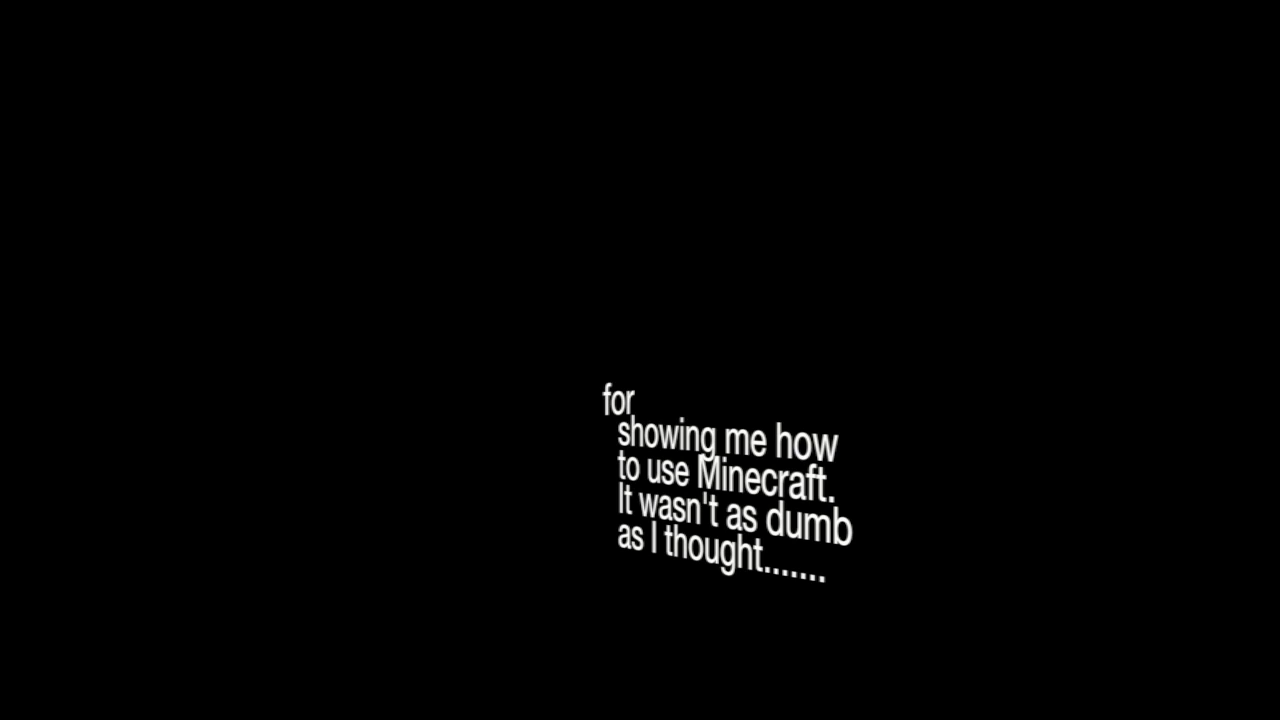 for
showing me how
to use Minecraft.
It wasn't as dumb
as I thought.......